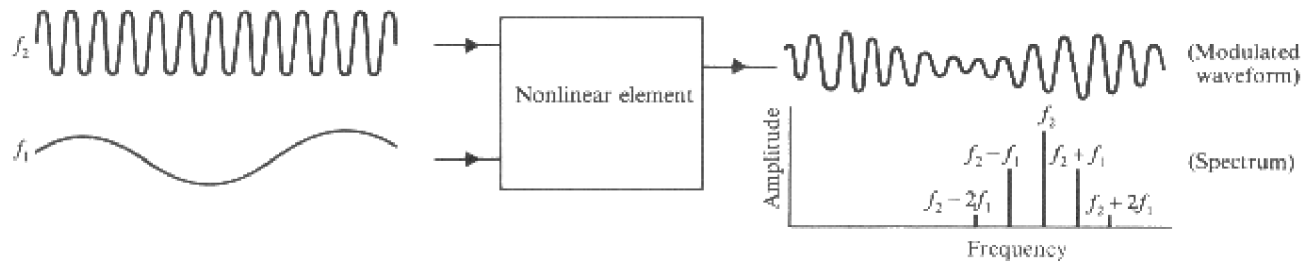 f₂
f₁
Nonlinear element
(Modulated
waveform)
Amplitude
f₂
f₂−f₁
f₂+f₁
f₂−2f₁
f₂+2f₁
(Spectrum)
Frequency